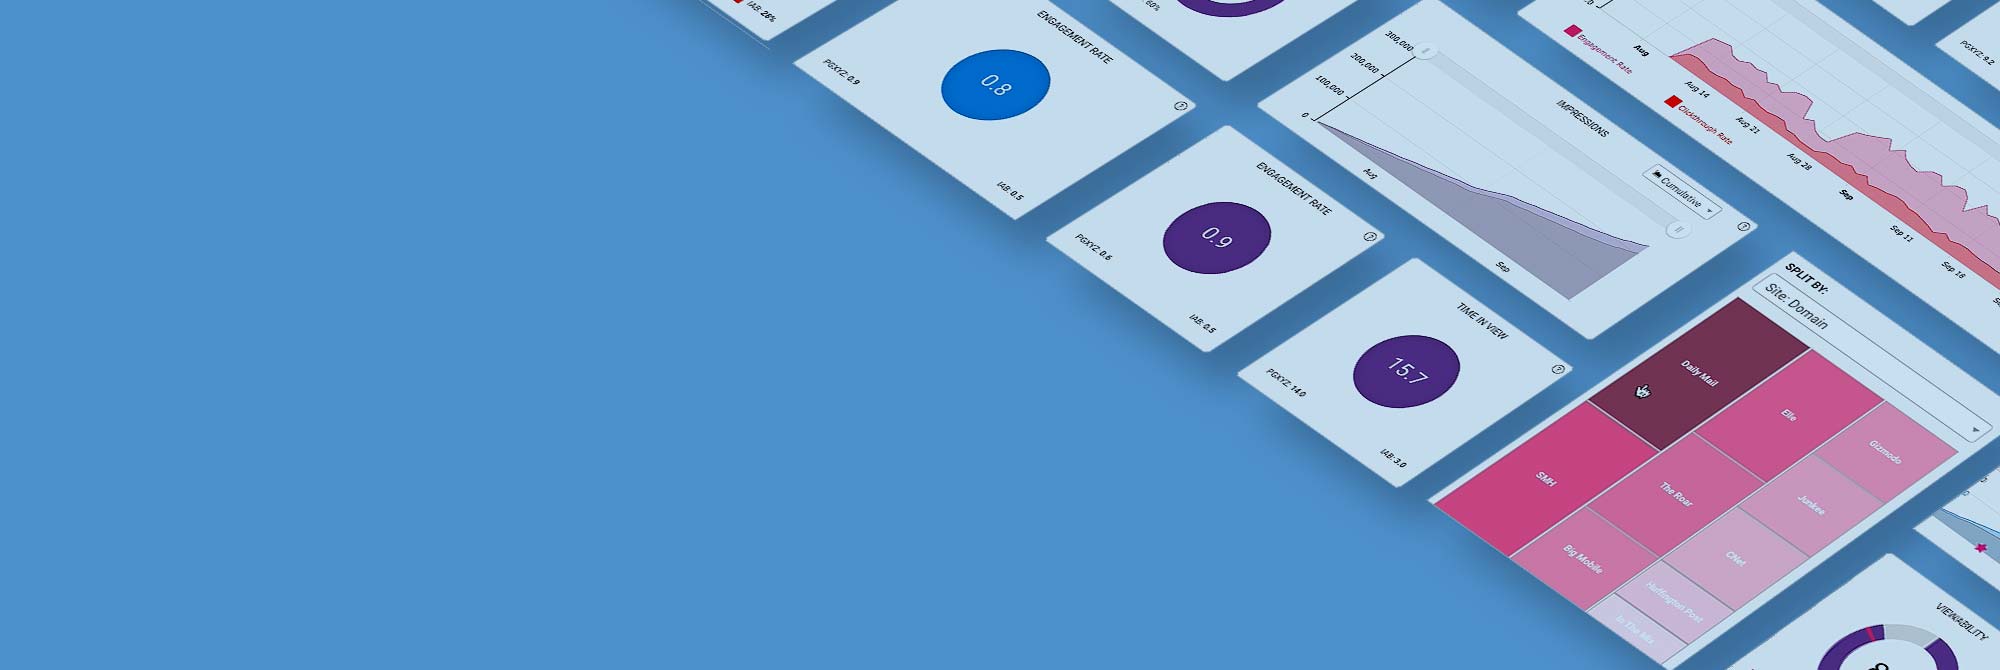 IAB: 26%
ENGAGEMENT RATE
0.8
PGXYZ: 0.9
IAB: 0.5
: 60%
ENGAGEMENT RATE
0.9
PGXYZ: 0.6
IAB: 0.5
TIME IN VIEW
15.7
PGXYZ: 14.0
IAB: 3.0
IMPRESSIONS
Cumulative
300,000
200,000
100,000
0
Aug
Sep
Engagement Rate
Clickthrough Rate
Aug
Aug 14
Aug 21
Aug 28
Sep
Sep 11
Sep 18
PGXYZ: 9.2
SPLIT BY:
Site: Domain
Daily Mail
Elle
Gizmodo
SMH
The Roar
Junkee
Big Mobile
CNet
Huffington Post
In The Mix
VIEWABILITY